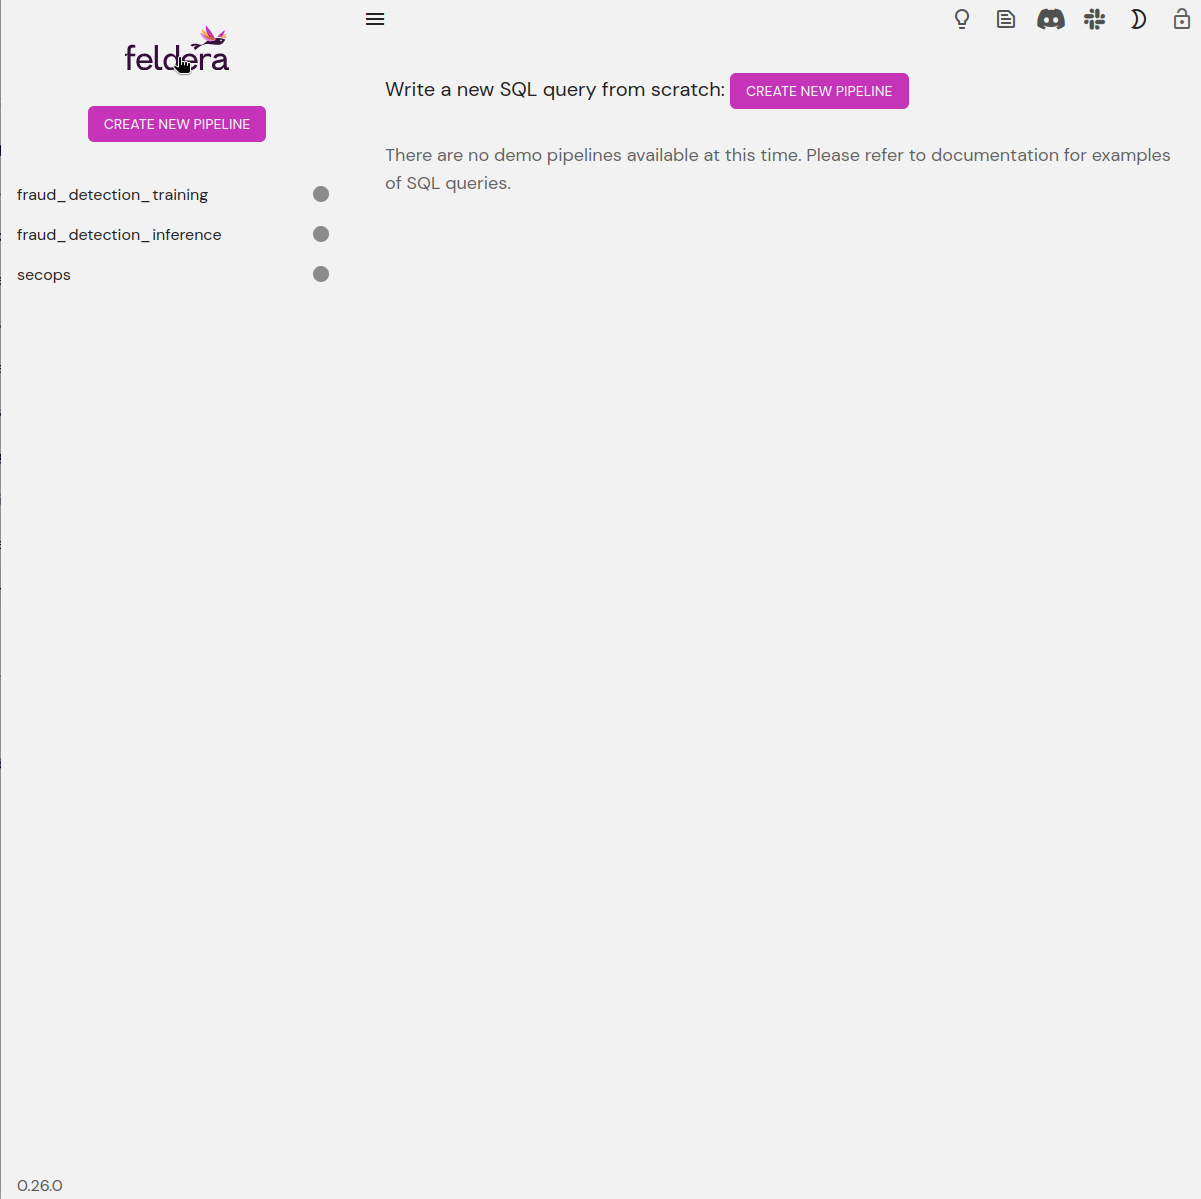 feldera
CREATE NEW PIPELINE
fraud_detection_training
fraud_detection_inference
secops
0.26.0
Write a new SQL query from scratch: CREATE NEW PIPELINE
There are no demo pipelines available at this time. Please refer to documentation for examples
of SQL queries.